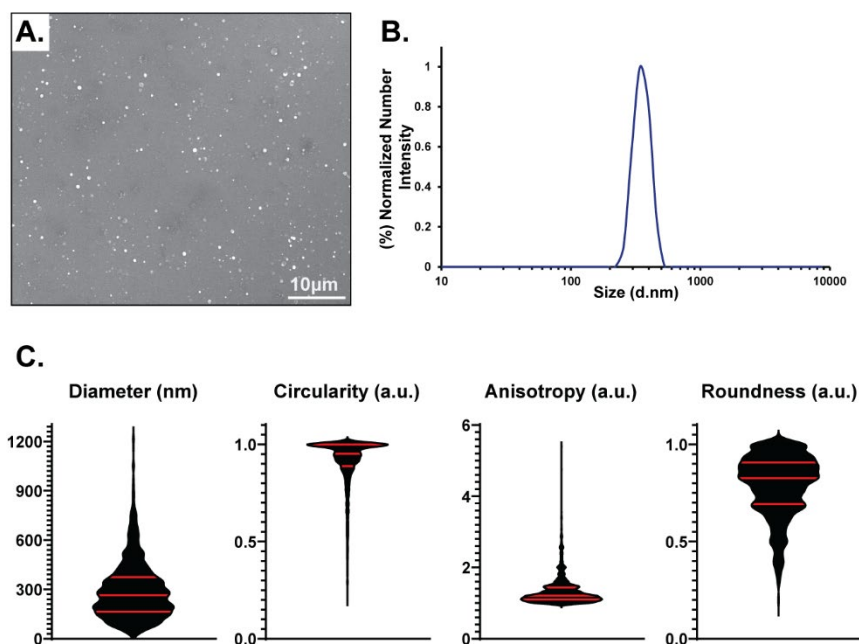 A.
10µm
B.
(%) Normalized Number
Intensity
1
0.8
0.6
0.4
0.2
0
10
100
1000
10000
Size (d.nm)
C.
Diameter (nm)
1200
900
600
300
0
Circularity (a.u.)
1.0
0.5
0.0
Anisotropy (a.u.)
6
4
2
0
Roundness (a.u.)
1.0
0.5
0.0